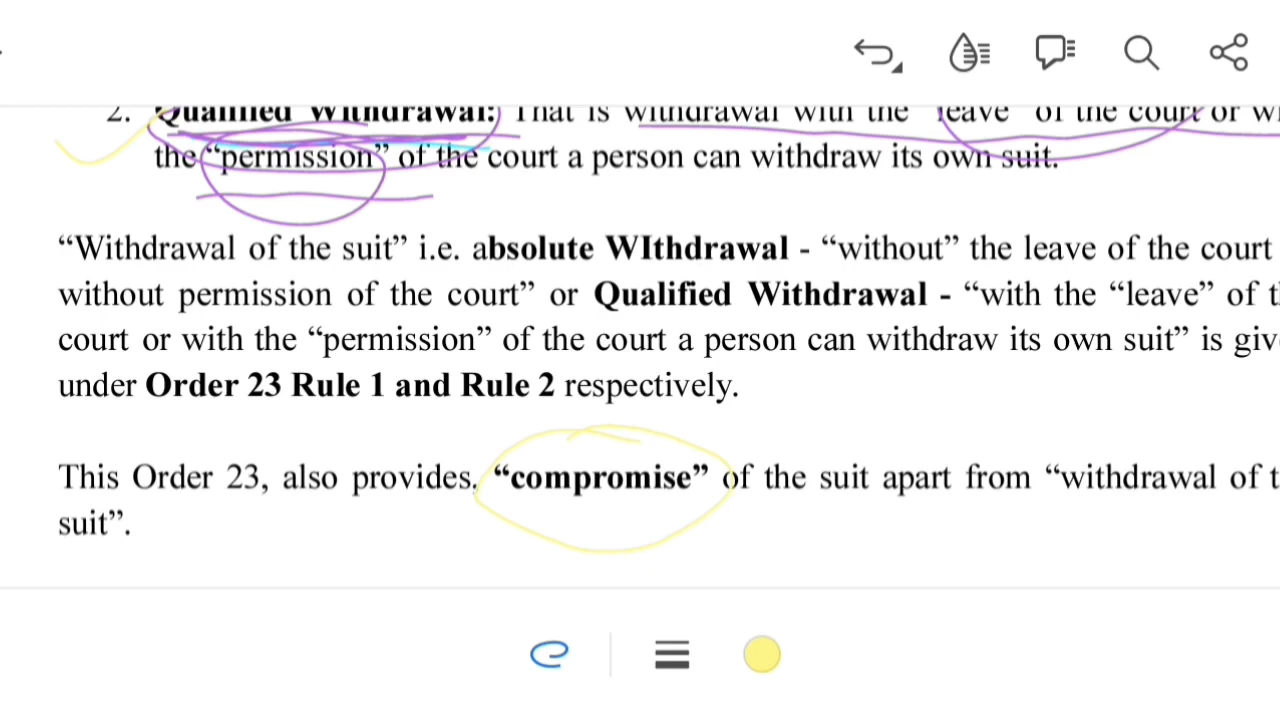 2. Qualified Withdrawal: That is withdrawal with the leave of the court or
the “permission” of the court a person can withdraw its own suit.
“Withdrawal of the suit” i.e. absolute WIthdrawal - “without” the leave of the court
without permission of the court” or Qualified Withdrawal - “with the “leave” of
court or with the “permission” of the court a person can withdraw its own suit” is
under Order 23 Rule 1 and Rule 2 respectively.
This Order 23, also provides, “compromise” of the suit apart from “withdrawal of
suit”.